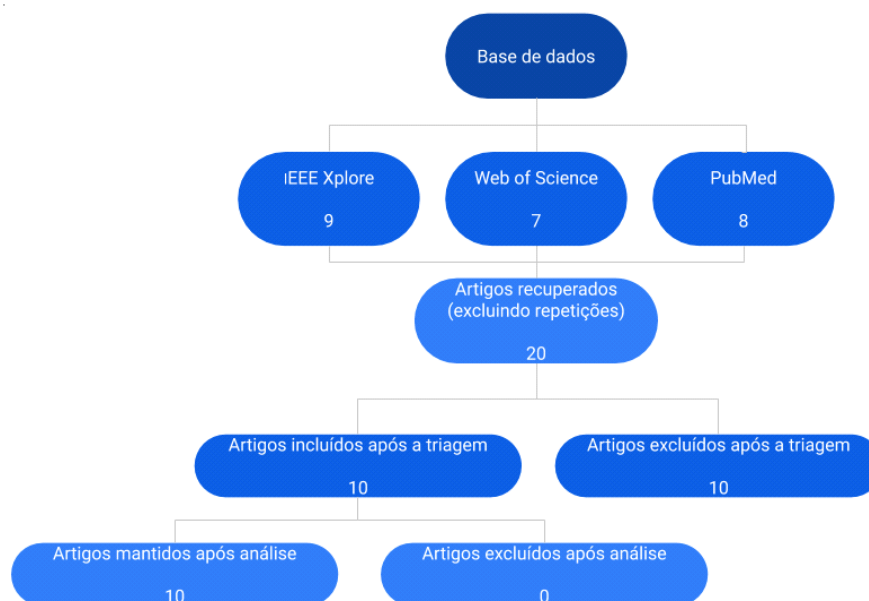 Base de dados
IEEE Xplore
9
Web of Science
7
PubMed
8
Artigos recuperados
(excluindo repetições)
20
Artigos incluídos após a triagem
10
Artigos excluídos após a triagem
10
Artigos mantidos após análise
10
Artigos excluídos após análise
0